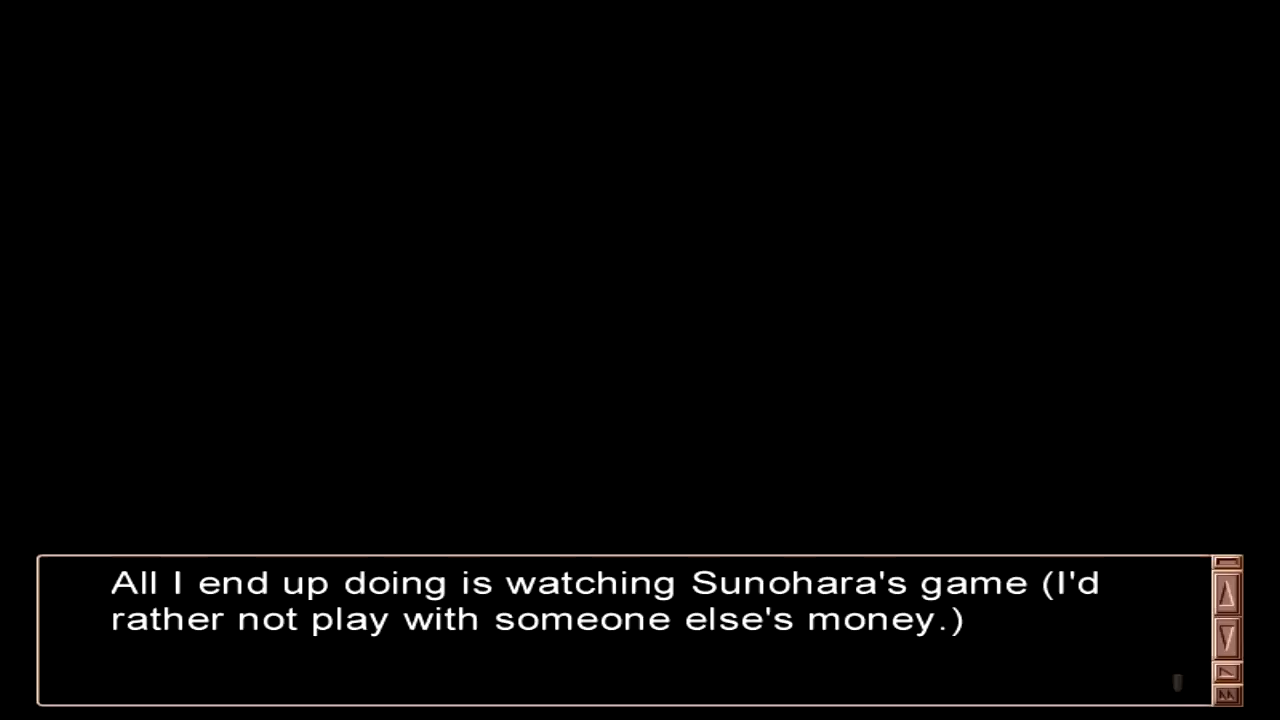 All I end up doing is watching Sunohara's game (I'd
rather not play with someone else's money.)